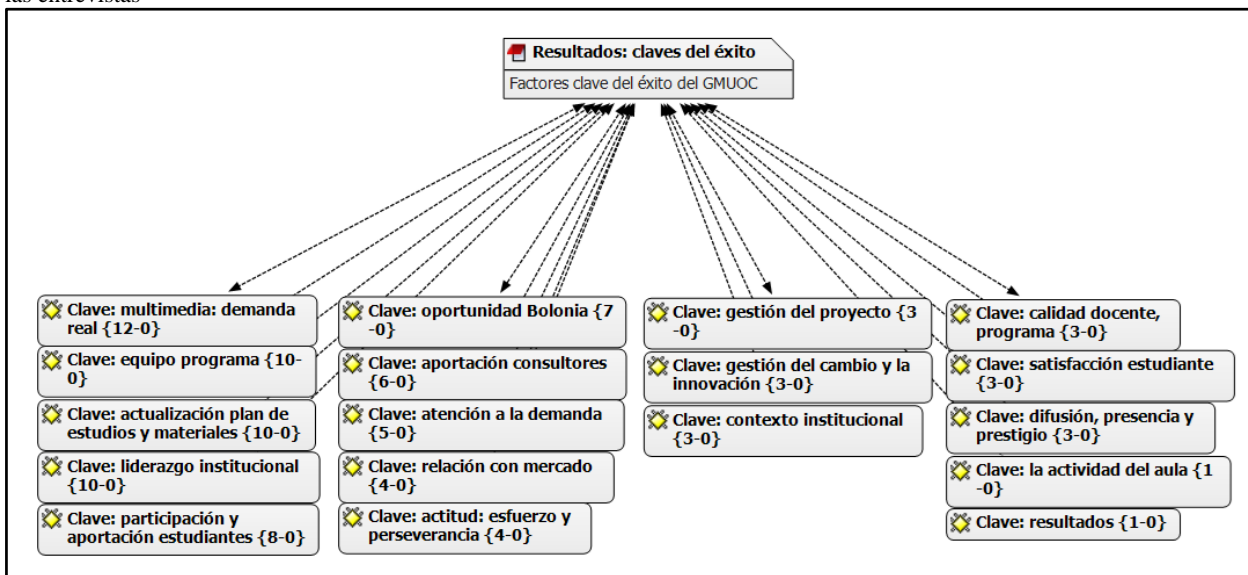 las entrevistas
Resultados: claves del éxito
Factores clave del éxito del GMUOC
Clave: multimedia: demanda
real {12-0}
Clave: equipo programa {10-
0}
Clave: actualización plan de
estudios y materiales {10-0}
Clave: liderazgo institucional
{10-0}
Clave: participación y
aportación estudiantes {8-0}
Clave: oportunidad Bolonia {7
-0}
Clave: aportación consultores
{6-0}
Clave: atención a la demanda
{5-0}
Clave: relación con mercado
{4-0}
Clave: actitud: esfuerzo y
perseverancia {4-0}
Clave: gestión del proyecto {3
-0}
Clave: gestión del cambio y la
innovación {3-0}
Clave: contexto institucional
{3-0}
Clave: calidad docente,
programa {3-0}
Clave: satisfacción estudiante
{3-0}
Clave: difusión, presencia y
prestigio {3-0}
Clave: la actividad del aula {1
-0}
Clave: resultados {1-0}